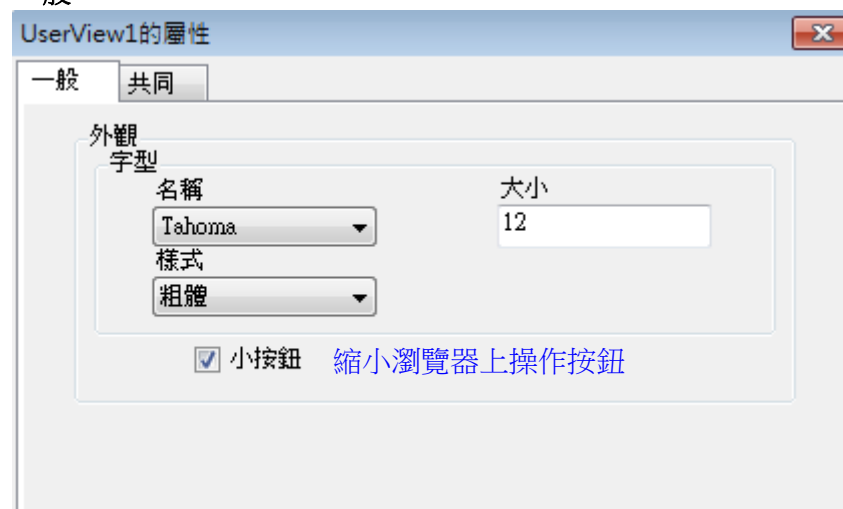 般
UserView1的屬性
一般 共同
外觀
字型
名稱 大小
Tahoma 12
樣式
粗體
小按鈕 縮小瀏覽器上操作按鈕